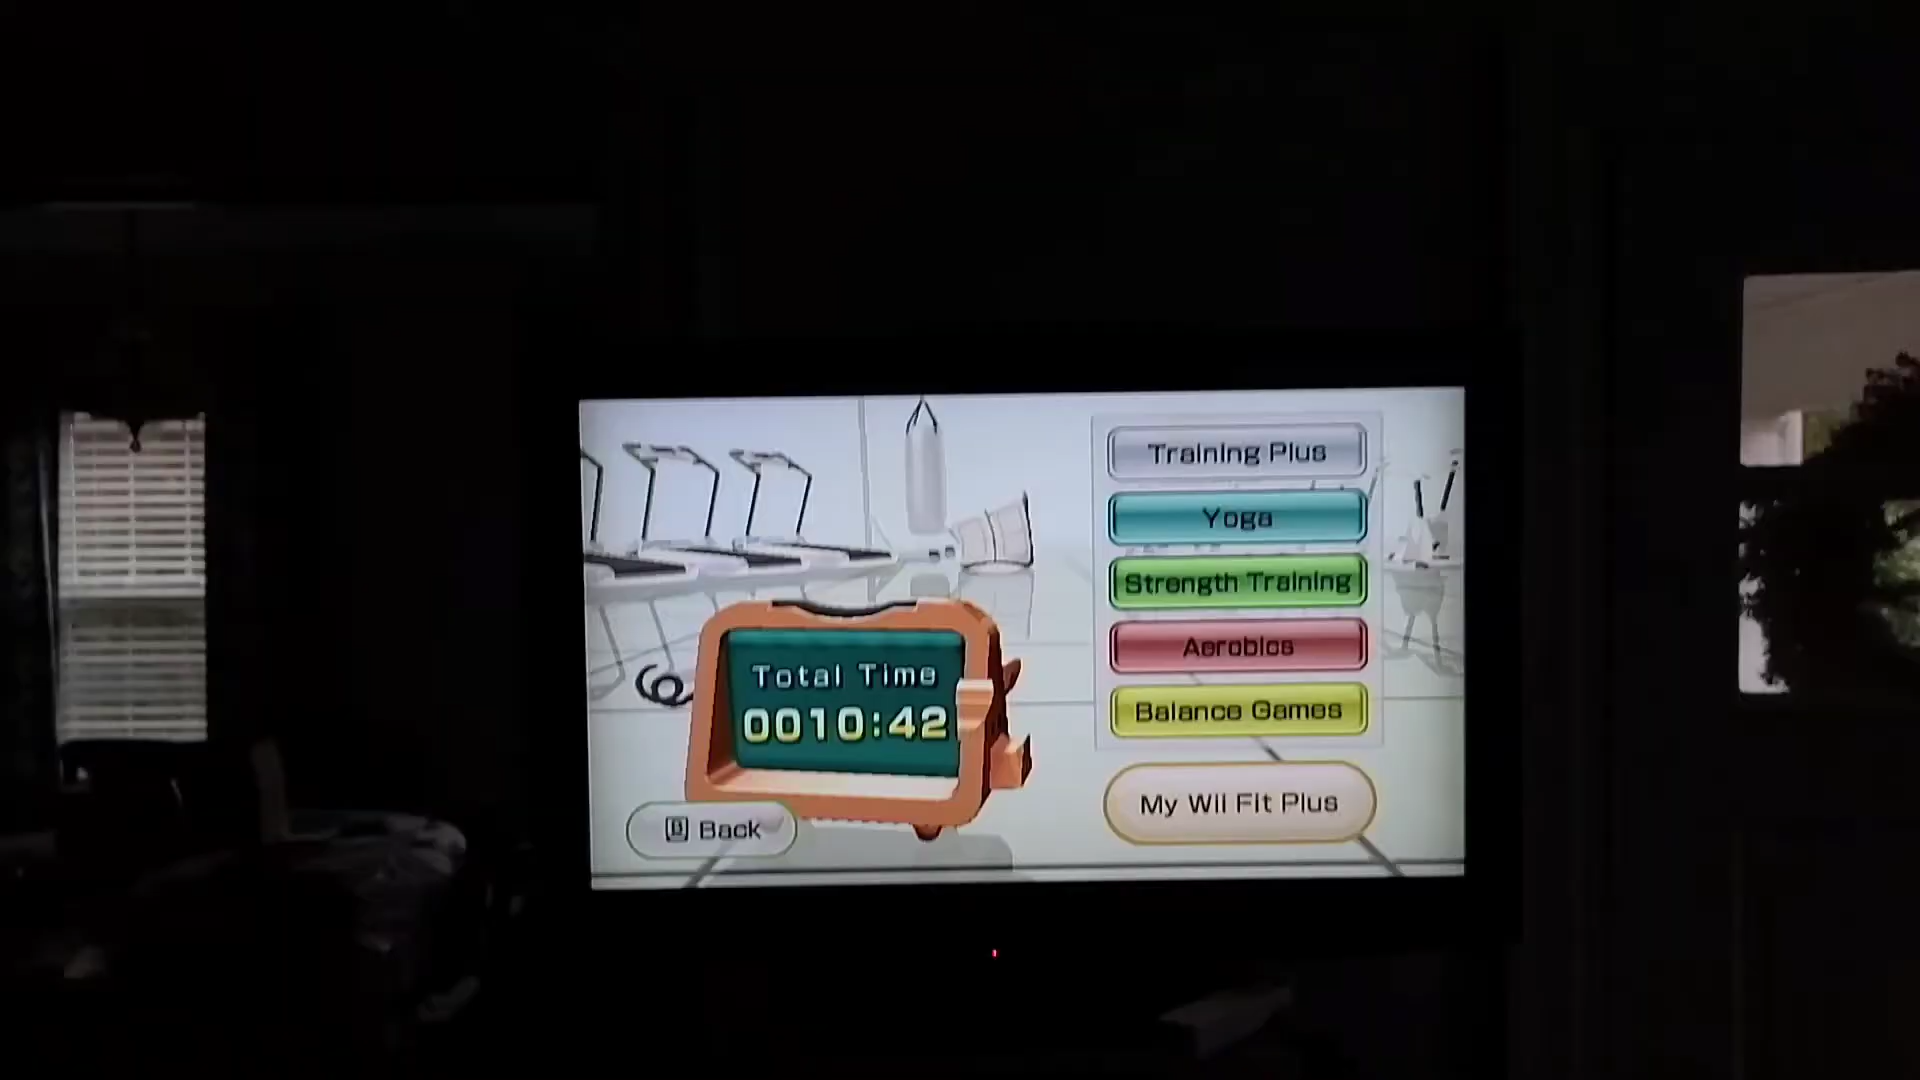 Training Plus
Yoga
Strength Training
Aerobics
Balance Games
My Wii Fit Plus
Total Time
0010:42
B Back